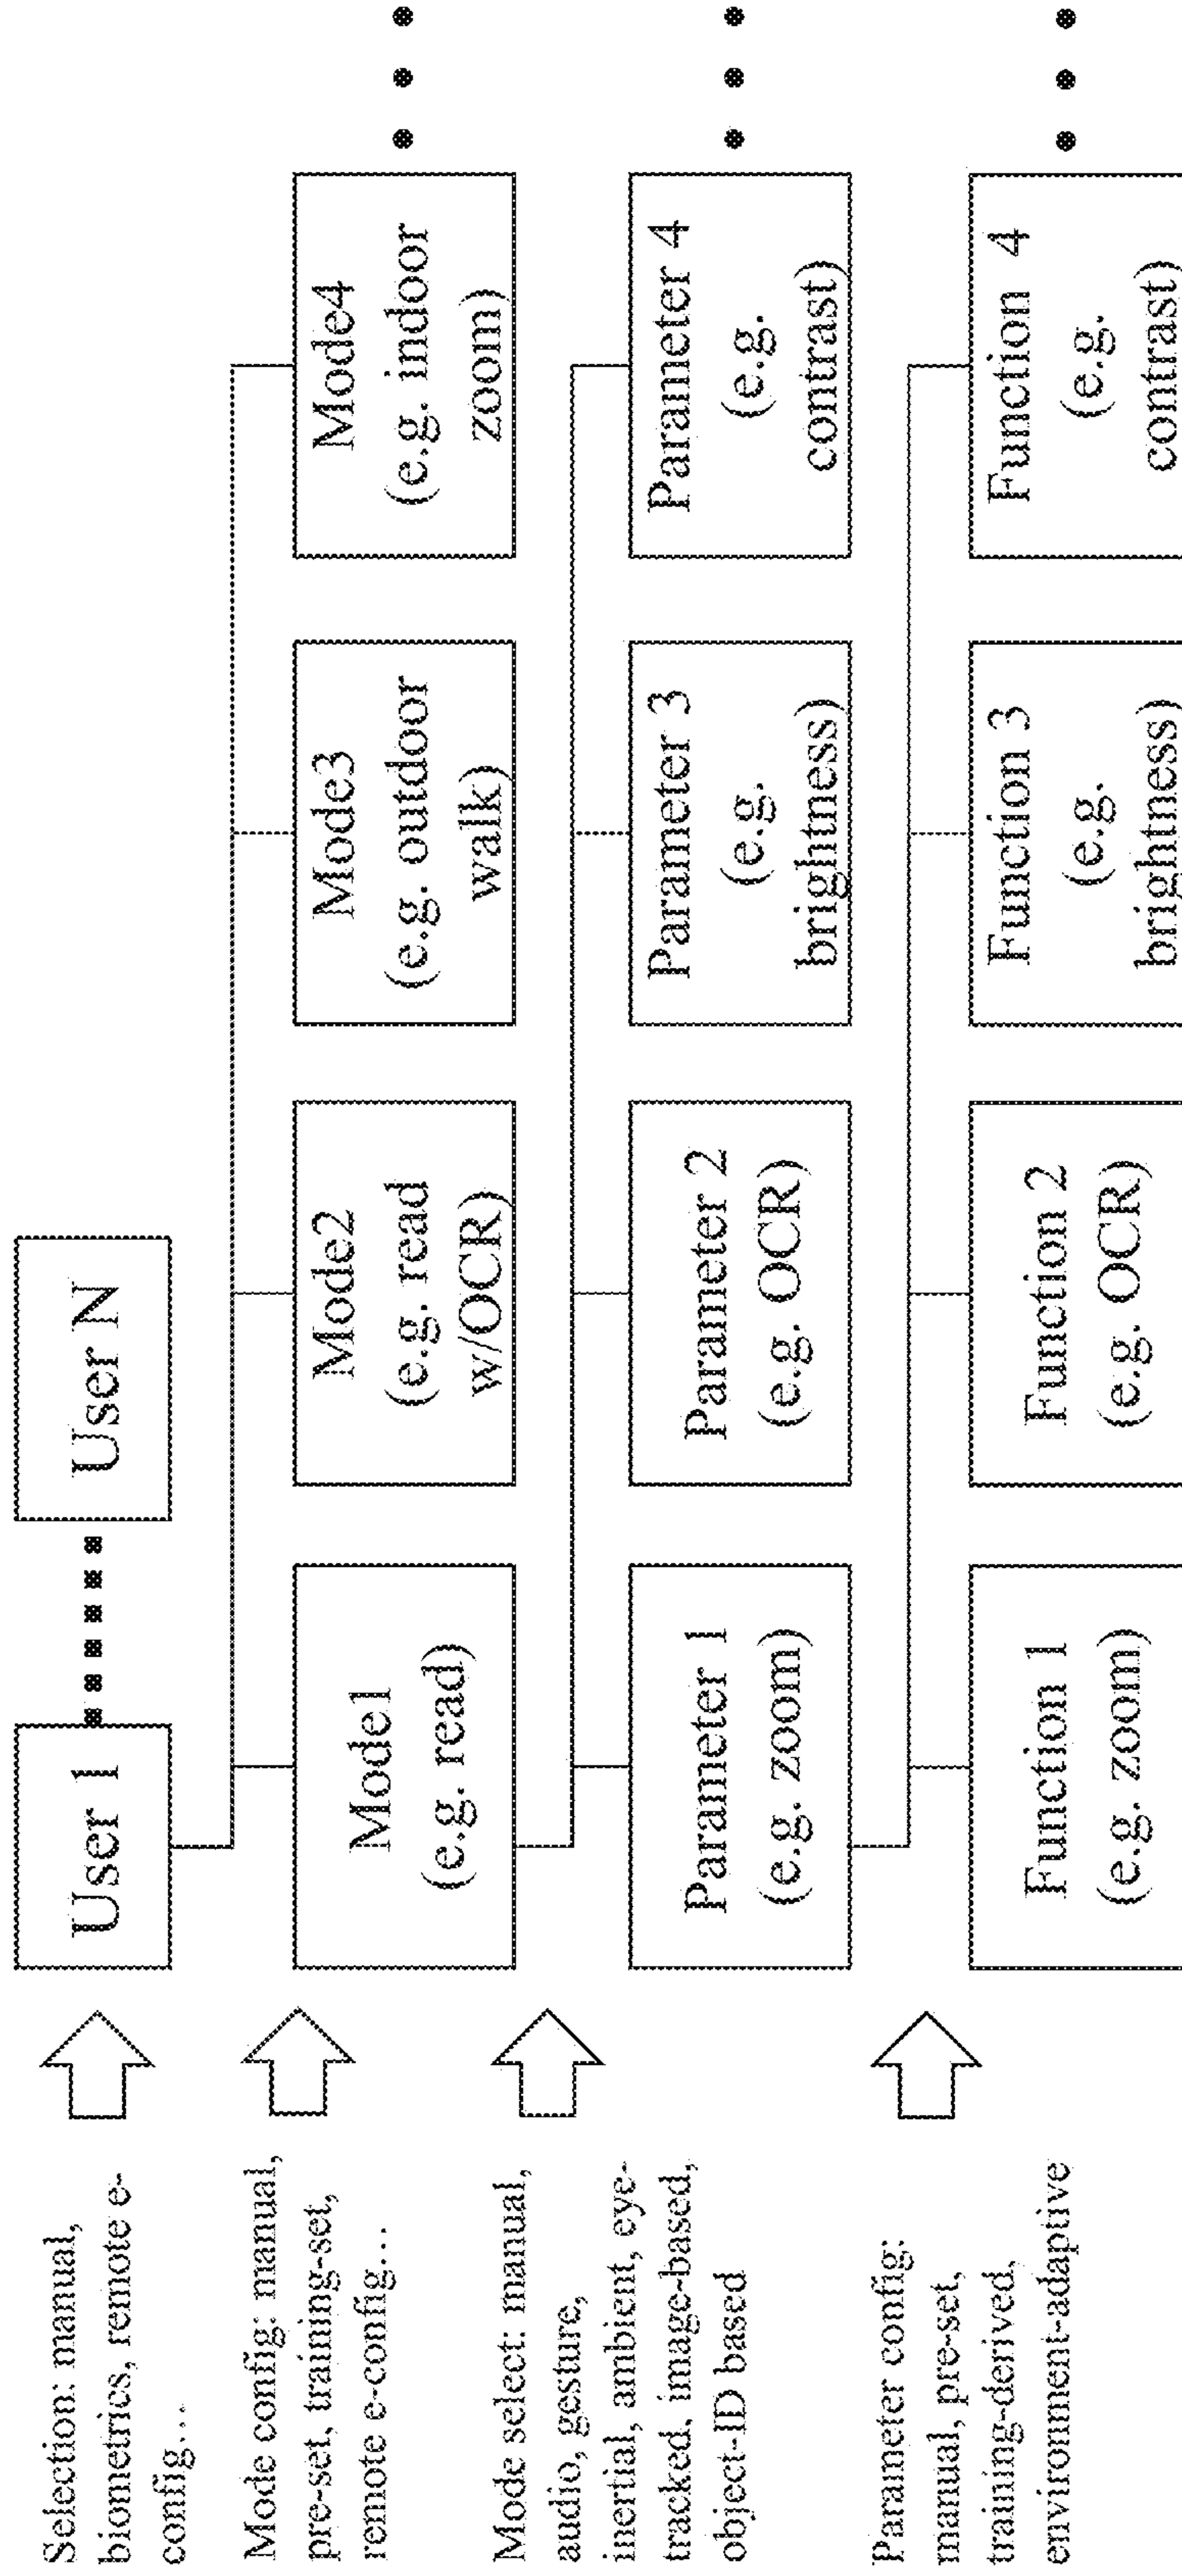 Selection: manual,
biometrics, remote e-
config...
User 1
User N
Mode config: manual,
pre-set, training-set,
remote e-config...
Mode1
(e.g. read)
Mode2
(e.g. read
w/OCR)
Mode3
(e.g. outdoor
walk)
Mode4
(e.g. indoor
zoom)
Mode select: manual,
audio, gesture,
inertial, ambient, eye-
tracked, image-based,
object-ID based
Parameter 1
(e.g. zoom)
Parameter 2
(e.g. OCR)
Parameter 3
(e.g.
brightness)
Parameter 4
(e.g.
contrast)
Parameter config:
manual, pre-set,
training-derived,
environment-adaptive
Function 1
(e.g. zoom)
Function 2
(e.g. OCR)
Function 3
(e.g.
brightness)
Function 4
(e.g.
contrast)